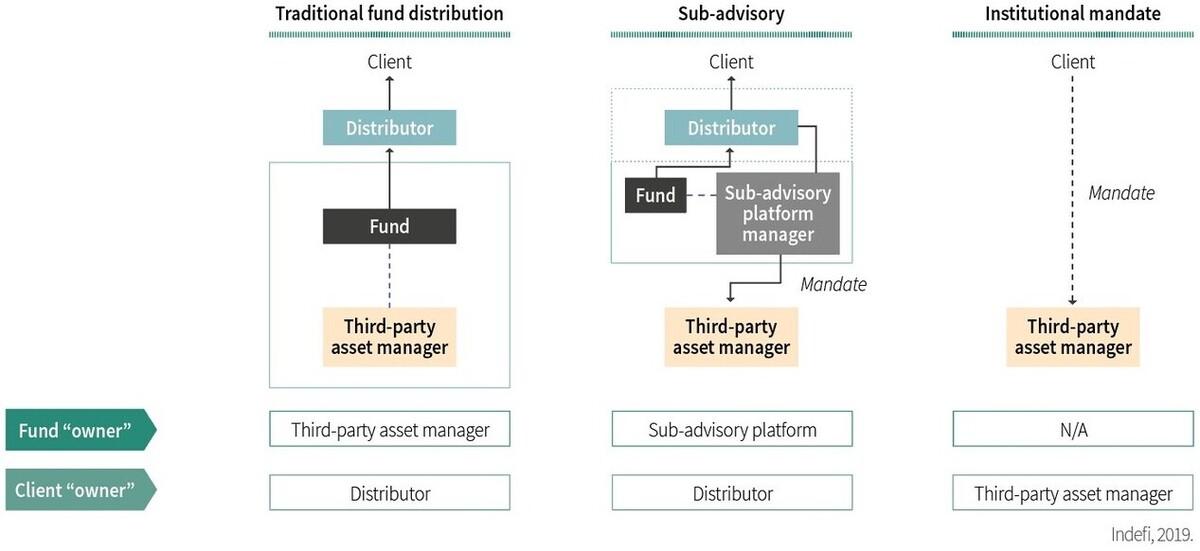 Traditional fund distribution
Sub-advisory
Institutional mandate
Client
Client
Client
Distributor
Distributor
Fund
Fund
Sub-advisory
platform
manager
Mandate
Mandate
Third-party
asset manager
Third-party
asset manager
Third-party
asset manager
Fund “owner”
Third-party asset manager
Sub-advisory platform
N/A
Client “owner”
Distributor
Distributor
Third-party asset manager
Indefi, 2019.